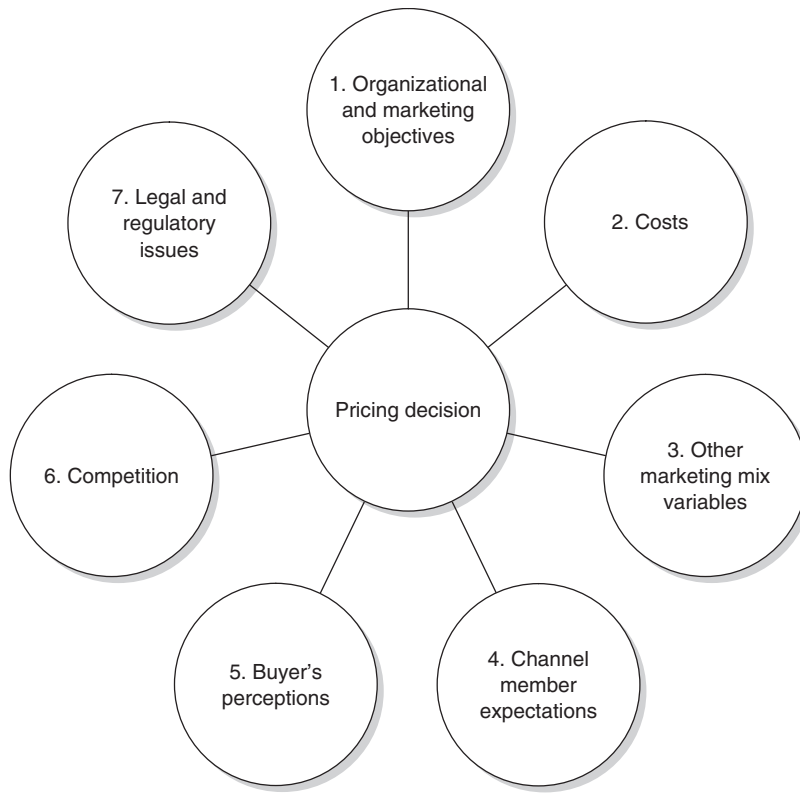 1. Organizational
and marketing
objectives
2. Costs
3. Other
marketing mix
variables
4. Channel
member
expectations
5. Buyer's
perceptions
6. Competition
7. Legal and
regulatory
issues
Pricing decision